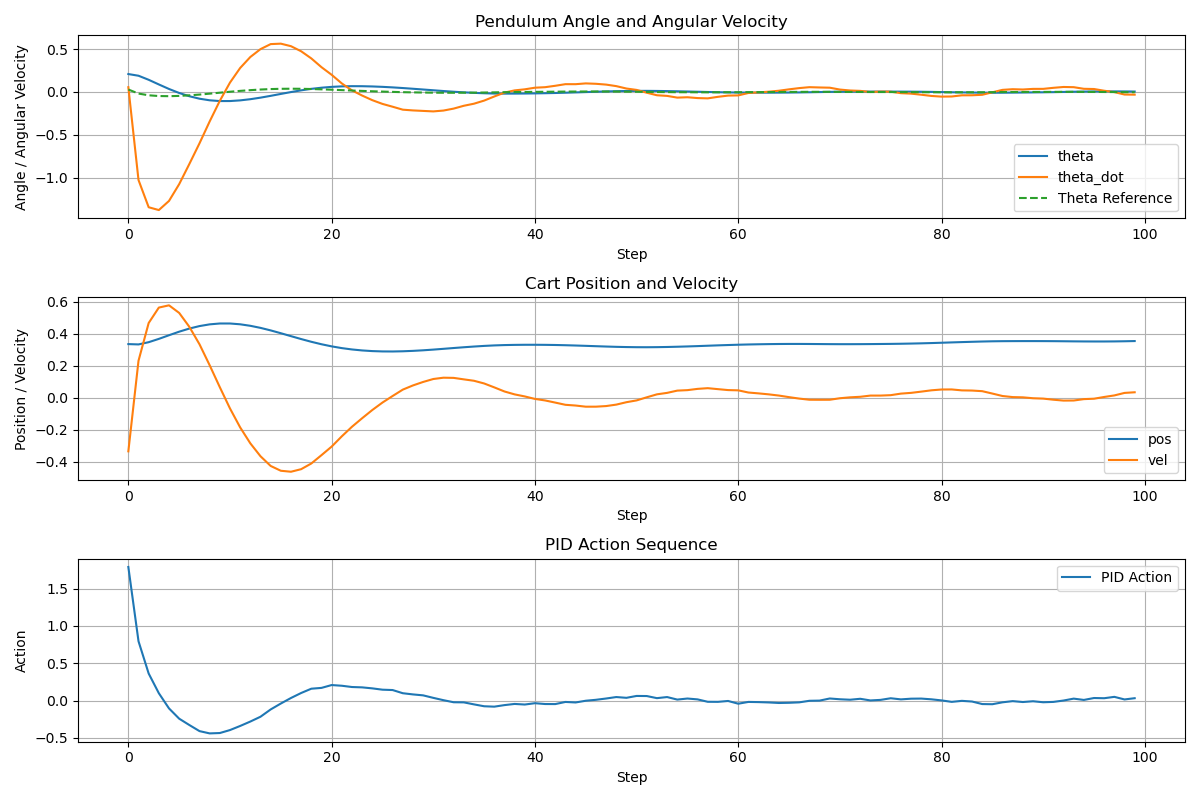 Pendulum Angle and Angular Velocity
Angle / Angular Velocity
0.5
0.0
−0.5
−1.0
theta
theta_dot
Theta Reference
0 20 40 60 80 100
Step
Cart Position and Velocity
Position / Velocity
0.6
0.4
0.2
0.0
−0.2
−0.4
pos
vel
0 20 40 60 80 100
Step
PID Action Sequence
Action
1.5
1.0
0.5
0.0
−0.5
PID Action
0 20 40 60 80 100
Step